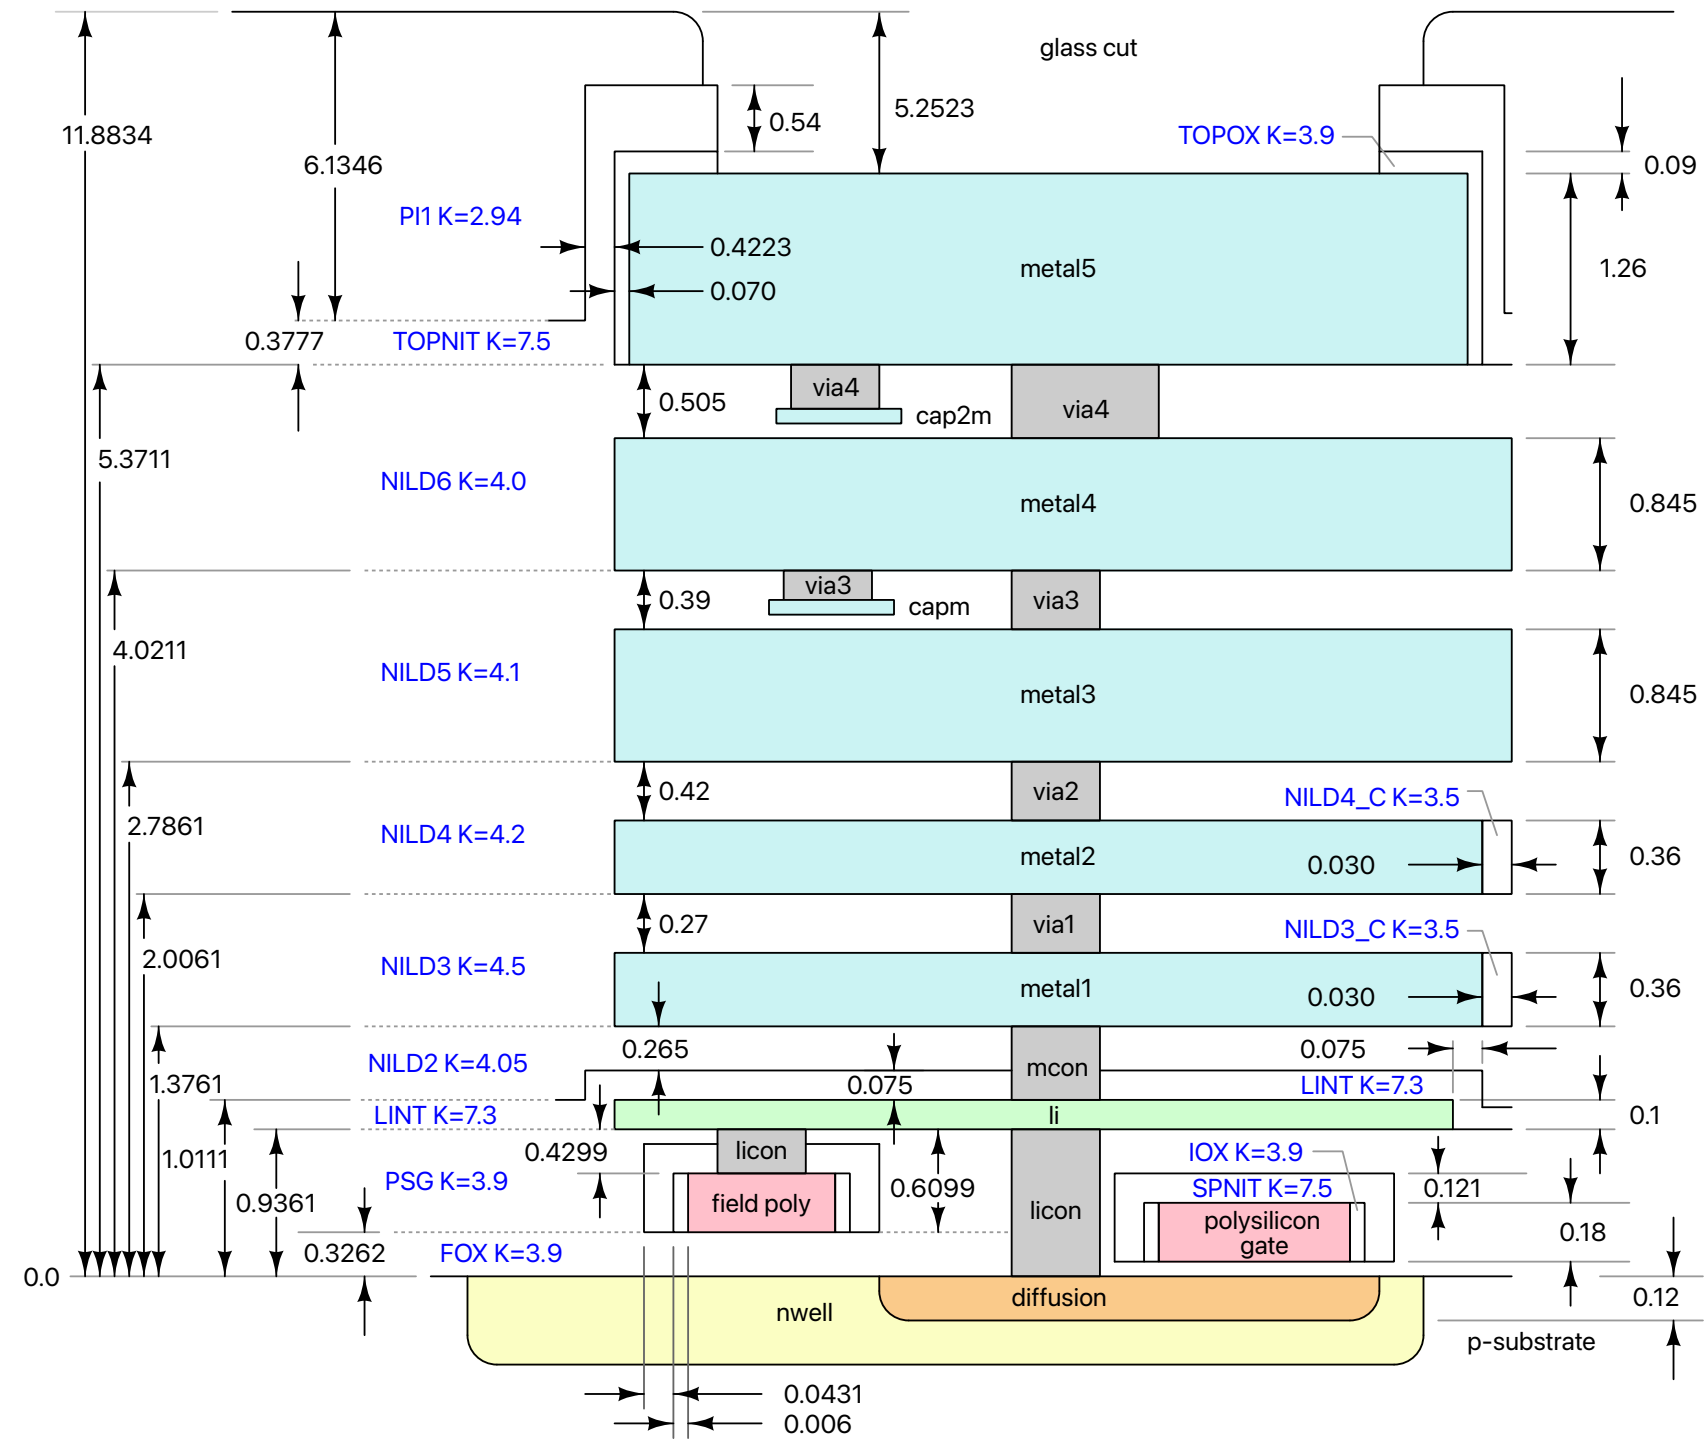 glass cut
11.8834
6.1346
0.54
5.2523
TOPOX K=3.9
0.09
PI1 K=2.94
0.4223
0.070
metal5
1.26
0.3777
TOPNIT K=7.5
0.505
via4
cap2m
via4
5.3711
NILD6 K=4.0
metal4
0.845
0.39
via3
capm
via3
4.0211
NILD5 K=4.1
metal3
0.845
0.42
via2
NILD4_C K=3.5
2.7861
NILD4 K=4.2
metal2
0.030
0.36
0.27
via1
NILD3_C K=3.5
2.0061
NILD3 K=4.5
metal1
0.030
0.36
NILD2 K=4.05
0.265
mcon
0.075
1.3761
0.075
LINT K=7.3
LINT K=7.3
li
0.1
1.0111
0.4299
licon
IOX K=3.9
PSG K=3.9
0.6099
SPNIT K=7.5
0.121
0.9361
field poly
licon
polysilicon
gate
0.18
0.3262
FOX K=3.9
0.0
nwell
diffusion
0.12
p-substrate
0.0431
0.006